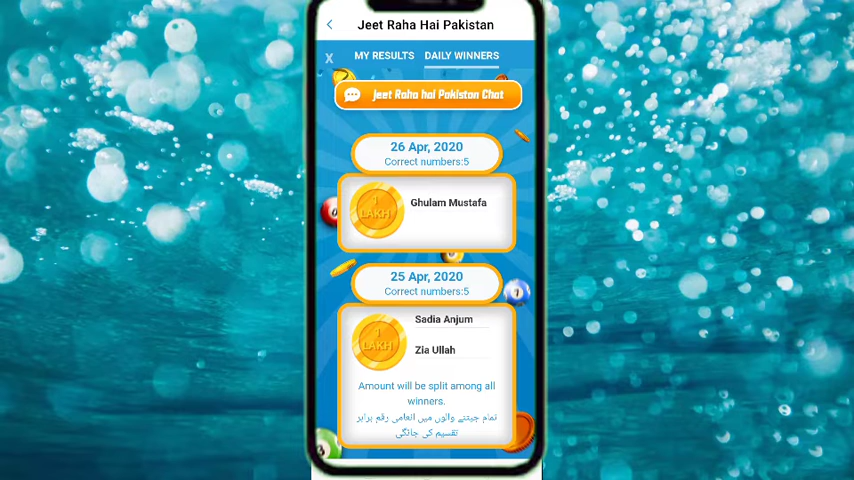 Jeet Raha Hai Pakistan
X MY RESULTS DAILY WINNERS
Jeet Raha hai Pakistan Chat
26 Apr, 2020
Correct numbers:5
1
LAKH
Ghulam Mustafa
25 Apr, 2020
Correct numbers:5
1
LAKH
Sadia Anjum
Zia Ullah
Amount will be split among all
winners.
تمام جیتنے والوں میں انعامی رقم برابر
تقسیم کی جائگی